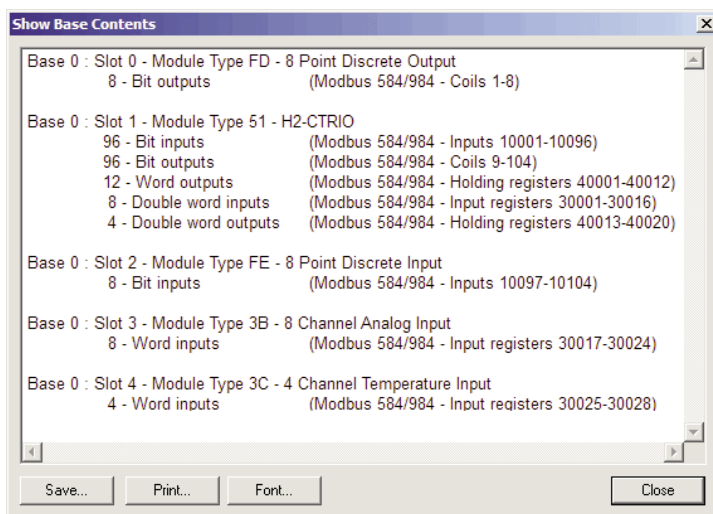 Show Base Contents
Base 0 : Slot 0 - Module Type FD - 8 Point Discrete Output
8 - Bit outputs (Modbus 584/984 - Coils 1-8)
Base 0 : Slot 1 - Module Type 51 - H2-CTRIO
96 - Bit inputs (Modbus 584/984 - Inputs 10001-10096)
96 - Bit outputs (Modbus 584/984 - Coils 9-104)
12 - Word outputs (Modbus 584/984 - Holding registers 40001-40012)
8 - Double word inputs (Modbus 584/984 - Input registers 30001-30016)
4 - Double word outputs (Modbus 584/984 - Holding registers 40013-40020)
Base 0 : Slot 2 - Module Type FE - 8 Point Discrete Input
8 - Bit inputs (Modbus 584/984 - Inputs 10097-10104)
Base 0 : Slot 3 - Module Type 3B - 8 Channel Analog Input
8 - Word inputs (Modbus 584/984 - Input registers 30017-30024)
Base 0 : Slot 4 - Module Type 3C - 4 Channel Temperature Input
4 - Word inputs (Modbus 584/984 - Input registers 30025-30028)
Save... Print... Font... Close